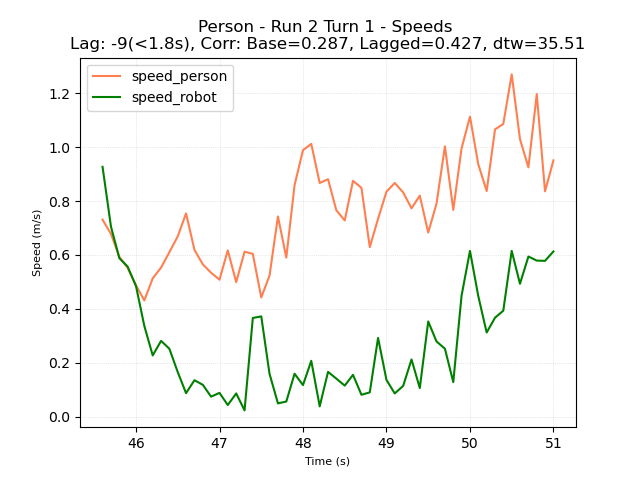 Person - Run 2 Turn 1 - Speeds
Lag: -9(<1.8s), Corr: Base=0.287, Lagged=0.427, dtw=35.51
speed_person
speed_robot
1.2
1.0
0.8
0.6
0.4
0.2
0.0
Speed (m/s)
46 47 48 49 50 51
Time (s)